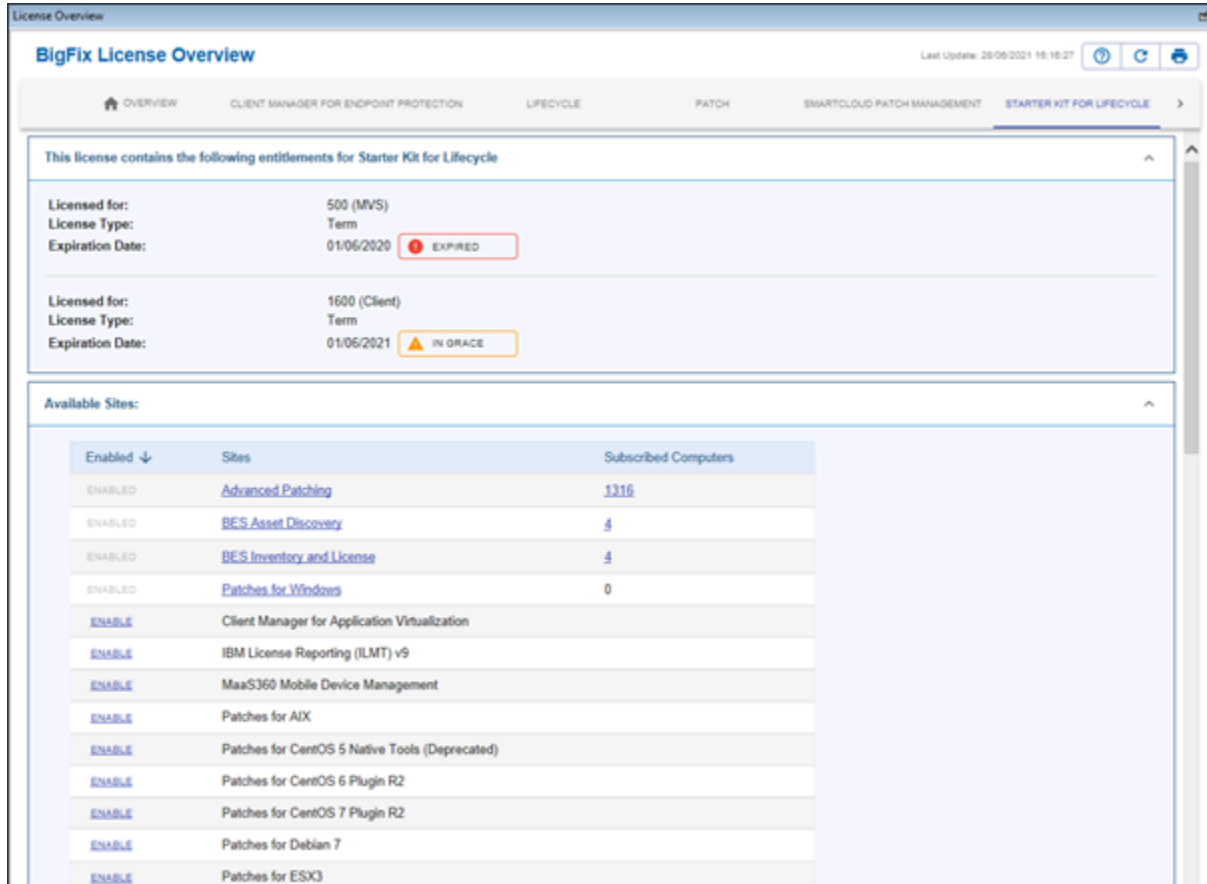 License Overview
BigFix License Overview
Last Update: 28/06/2021 16:16:27
OVERVIEW CLIENT MANAGER FOR ENDPOINT PROTECTION LIFECYCLE PATCH SMARTCLOUD PATCH MANAGEMENT STARTER KIT FOR LIFECYCLE
This license contains the following entitlements for Starter Kit for Lifecycle
Licensed for: 500 (MVS)
License Type: Term
Expiration Date: 01/06/2020 EXPIRED
Licensed for: 1600 (Client)
License Type: Term
Expiration Date: 01/06/2021 IN GRACE
Available Sites:
Enabled Sites Subscribed Computers
ENABLED Advanced Patching 1316
ENABLED BES Asset Discovery 4
ENABLED BES Inventory and License 4
ENABLED Patches for Windows 0
ENABLE Client Manager for Application Virtualization
ENABLE IBM License Reporting (ILMT) v9
ENABLE MaaS360 Mobile Device Management
ENABLE Patches for AIX
ENABLE Patches for CentOS 5 Native Tools (Deprecated)
ENABLE Patches for CentOS 6 Plugin R2
ENABLE Patches for CentOS 7 Plugin R2
ENABLE Patches for Debian 7
ENABLE Patches for ESX3